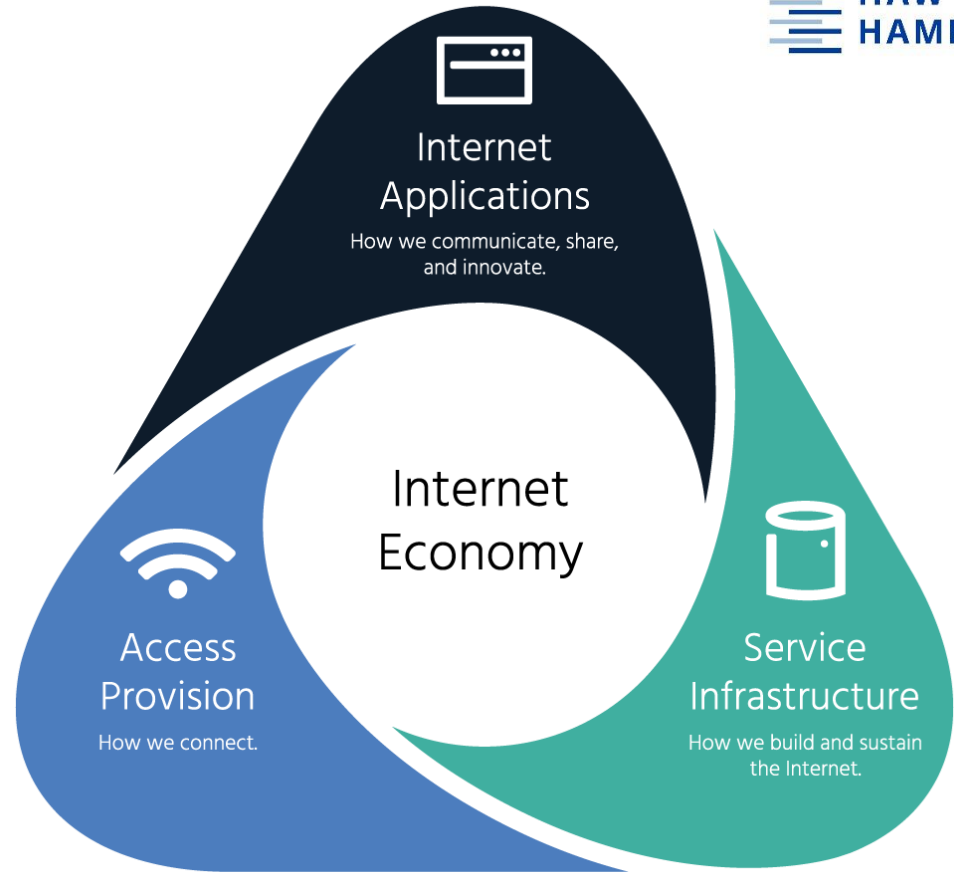 Internet
Applications
How we communicate, share,
and innovate.
Internet
Economy
Access
Provision
How we connect.
Service
Infrastructure
How we build and sustain
the Internet.